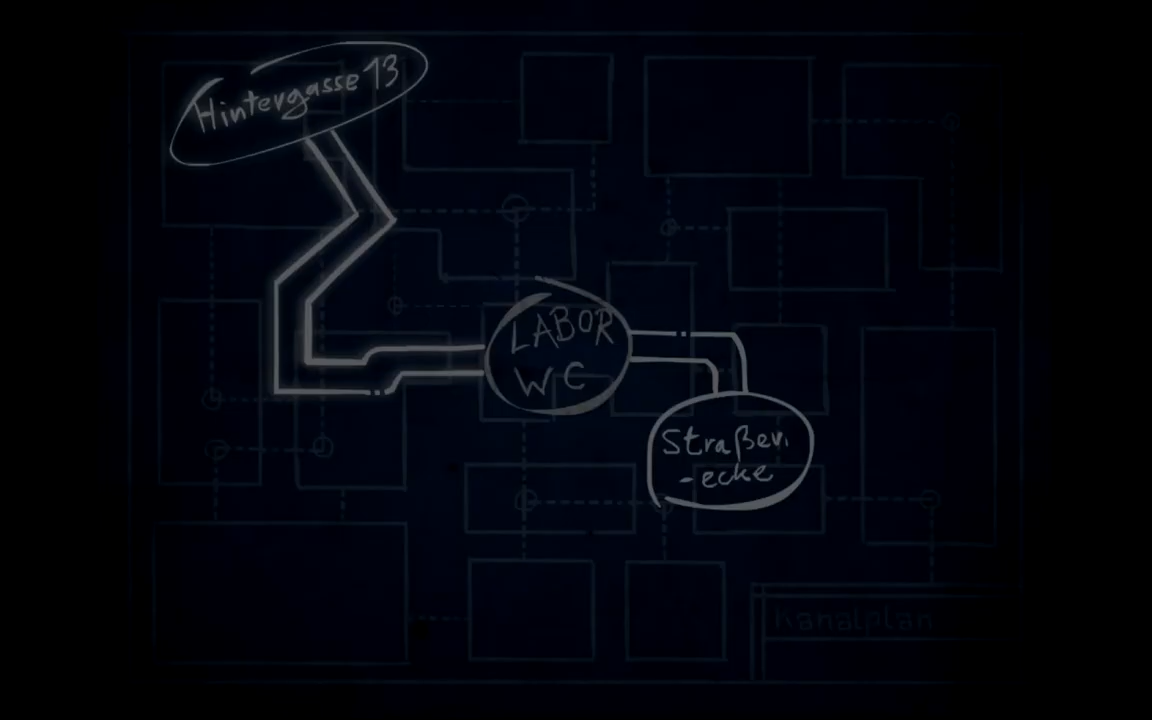 Hintergasse 13
LABOR
WC
Straßen
-ecke
Kanalplan